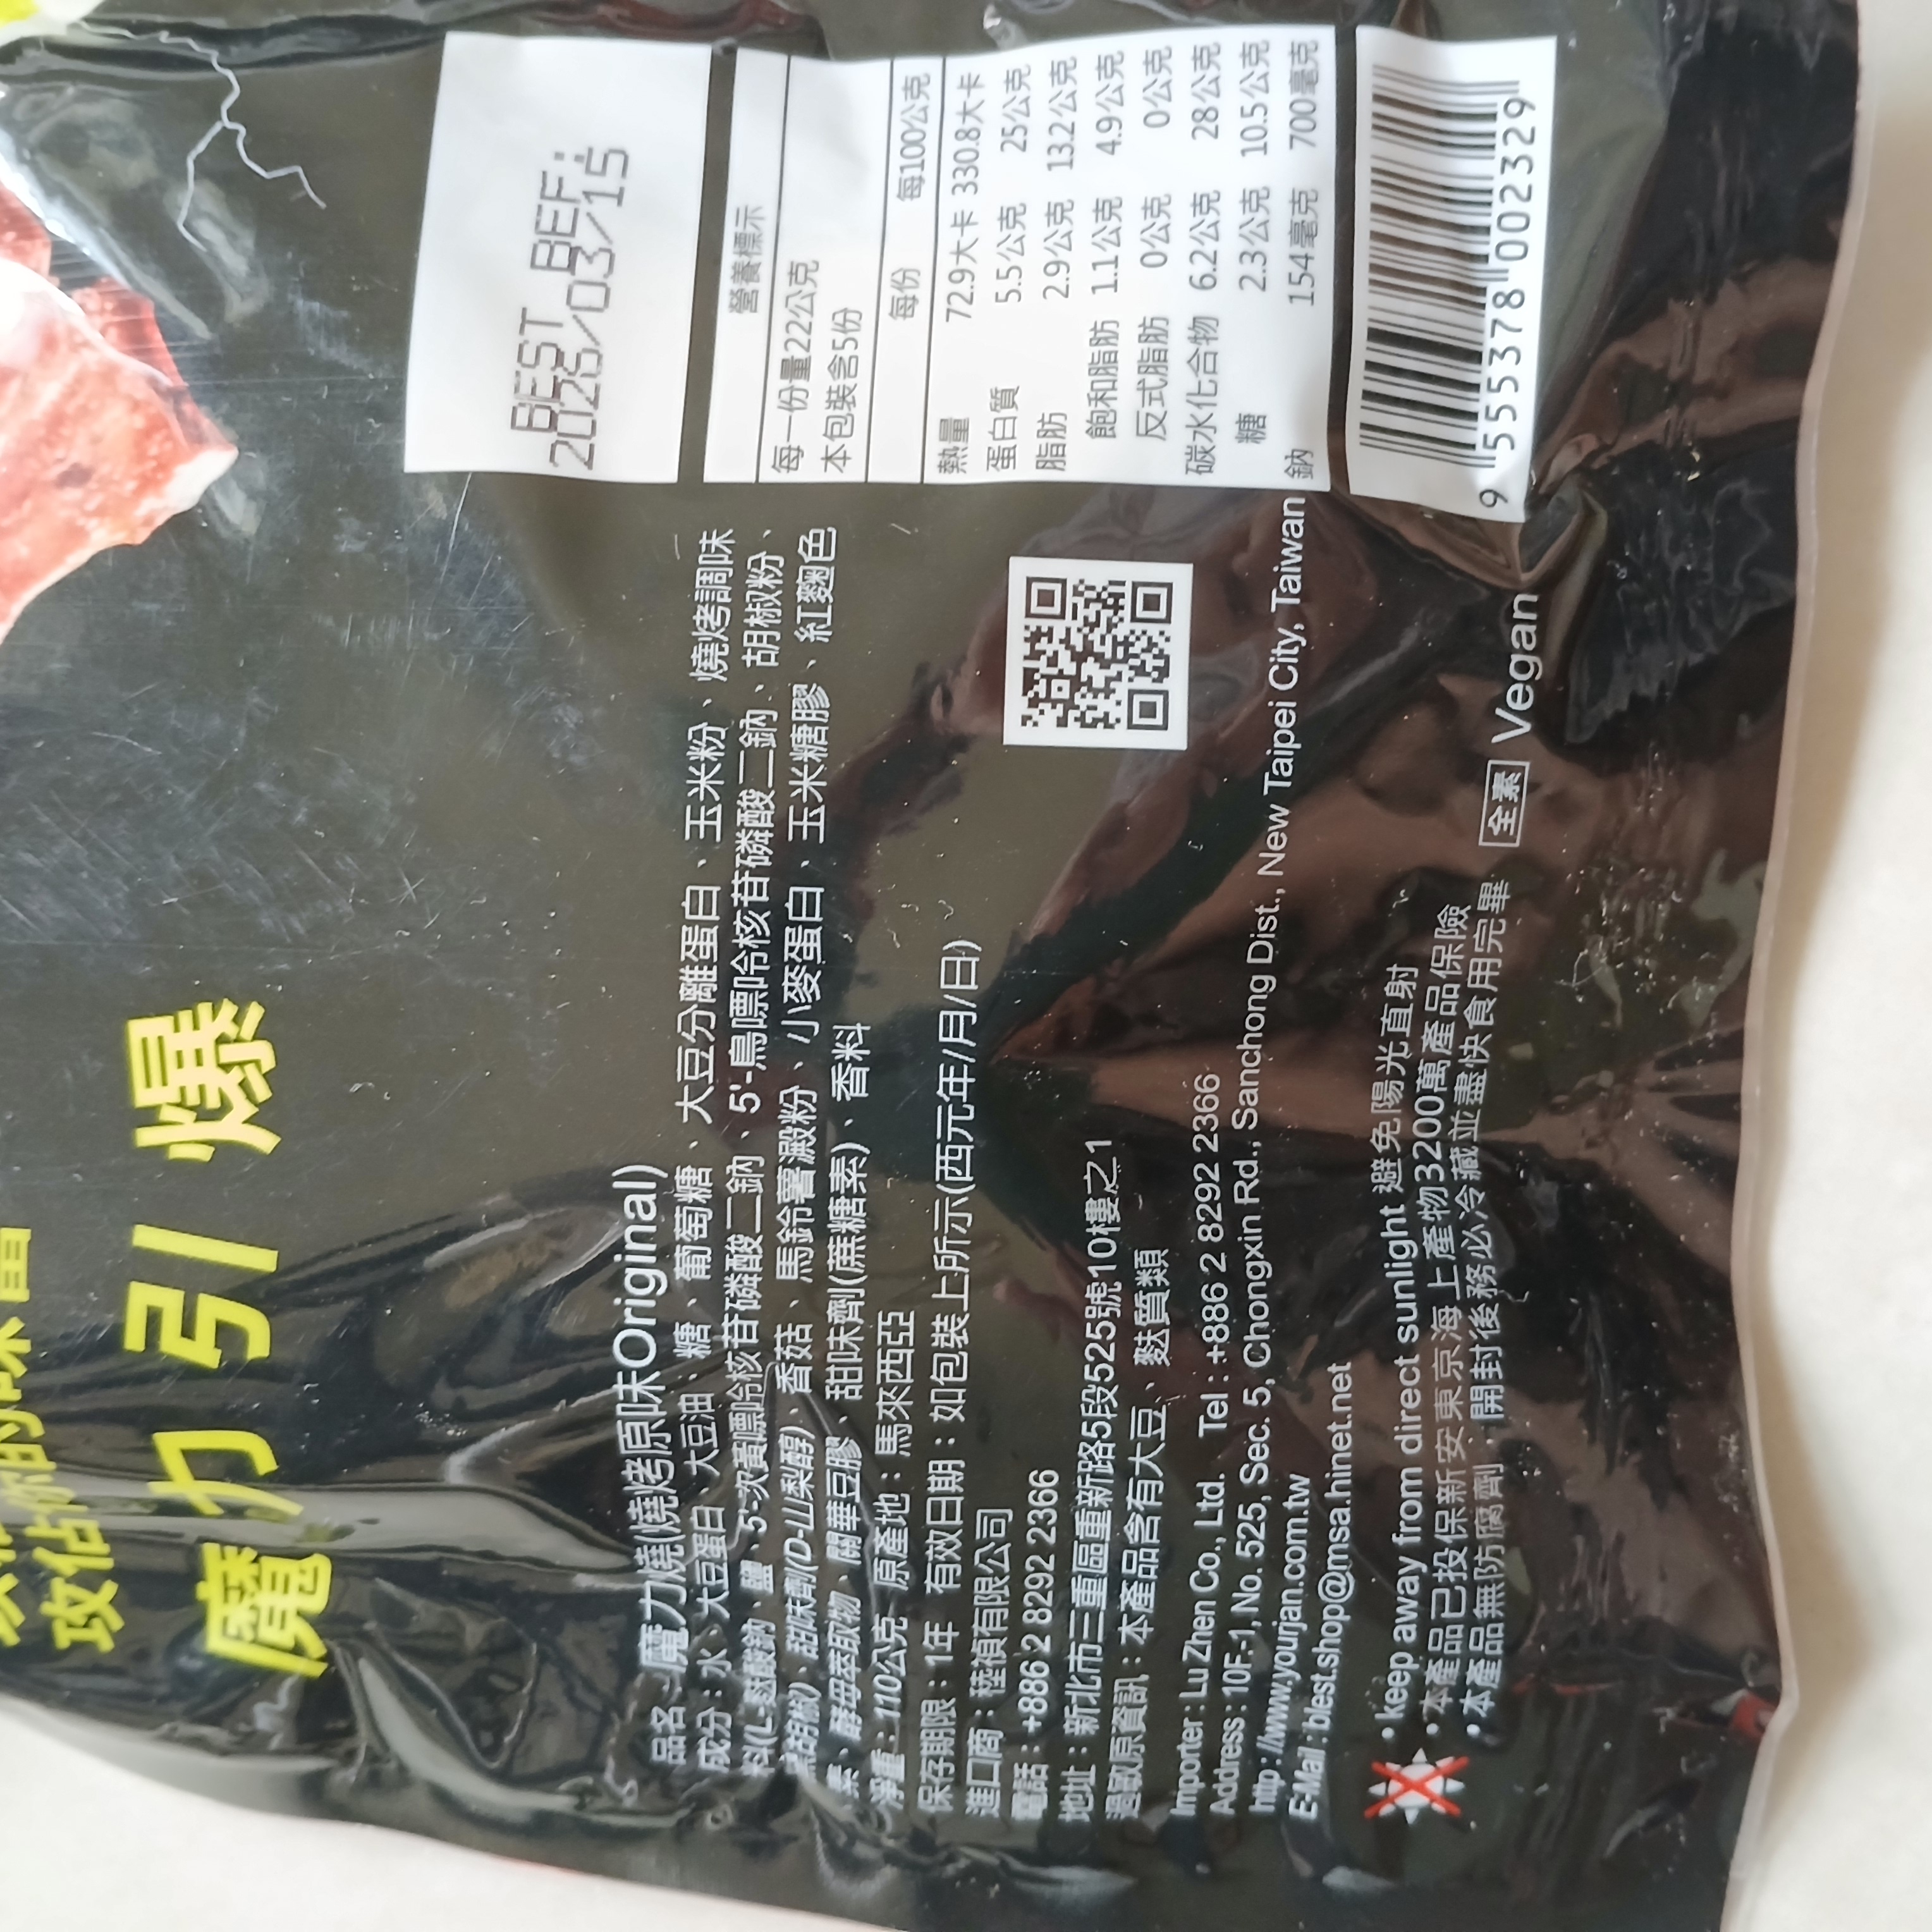 攻佔你的味蕾
魔力引爆
品名：魔力燒(燒烤原味Original)
成分：水、大豆蛋白、大豆油、糖、葡萄糖、大豆分離蛋白、玉米粉、燒烤調味
料(L-麩酸鈉、鹽、5'-次黃嘌呤核苷磷酸二鈉、5'-鳥嘌呤核苷磷酸二鈉、胡椒粉、
黑胡椒)、甜味劑(D-山梨醇)、香菇、馬鈴薯澱粉、小麥蛋白、玉米糖膠、紅麴色
素、酵母萃取物、關華豆膠、甜味劑(蔗糖素)、香料
淨重：110公克 原產地：馬來西亞
保存期限：1年 有效日期：如包裝上所示(西元年/月/日)
進口商：有限公司
電話：+886 2 8292 2366
地址：新北市三重區重新路5段525號10樓之1
過敏原資訊：本產品含有大豆、麩質類
Importer : Lu Zhen Co., Ltd. Tel : +886 2 8292 2366
Address : 10F.-1, No. 525, Sec. 5, Chongxin Rd., Sanchong Dist., New Taipei City, Taiwan
http : //www.yourjan.com.tw
E-Mail : blest.shop@msa.hinet.net
• keep away from direct sunlight 避免陽光直射
• 本產品已投保新安東京海上產物3200萬產品保險
• 本產品無防腐劑，開封後務必冷藏並盡快食用完畢
全素 Vegan
BEST BEF:
2026/03/15
營養標示
每一份量22公克
本包裝含5份
每份 每100公克
熱量 72.9大卡 330.8大卡
蛋白質 5.5公克 25公克
脂肪 2.9公克 13.2公克
飽和脂肪 1.1公克 4.9公克
反式脂肪 0公克 0公克
碳水化合物 6.2公克 28公克
糖 2.3公克 10.5公克
鈉 154毫克 700毫克
9 555378 002329